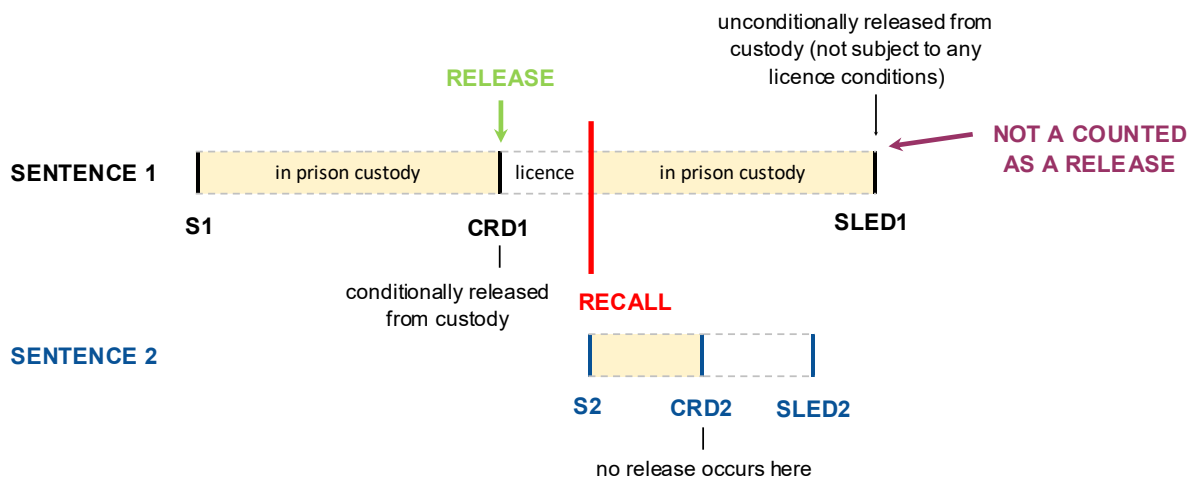 unconditionally released from
custody (not subject to any
licence conditions)
RELEASE
NOT A COUNTED
AS A RELEASE
SENTENCE 1
in prison custody
licence
in prison custody
S1
CRD1
SLED1
conditionally released
from custody
RECALL
SENTENCE 2
S2
CRD2
SLED2
no release occurs here